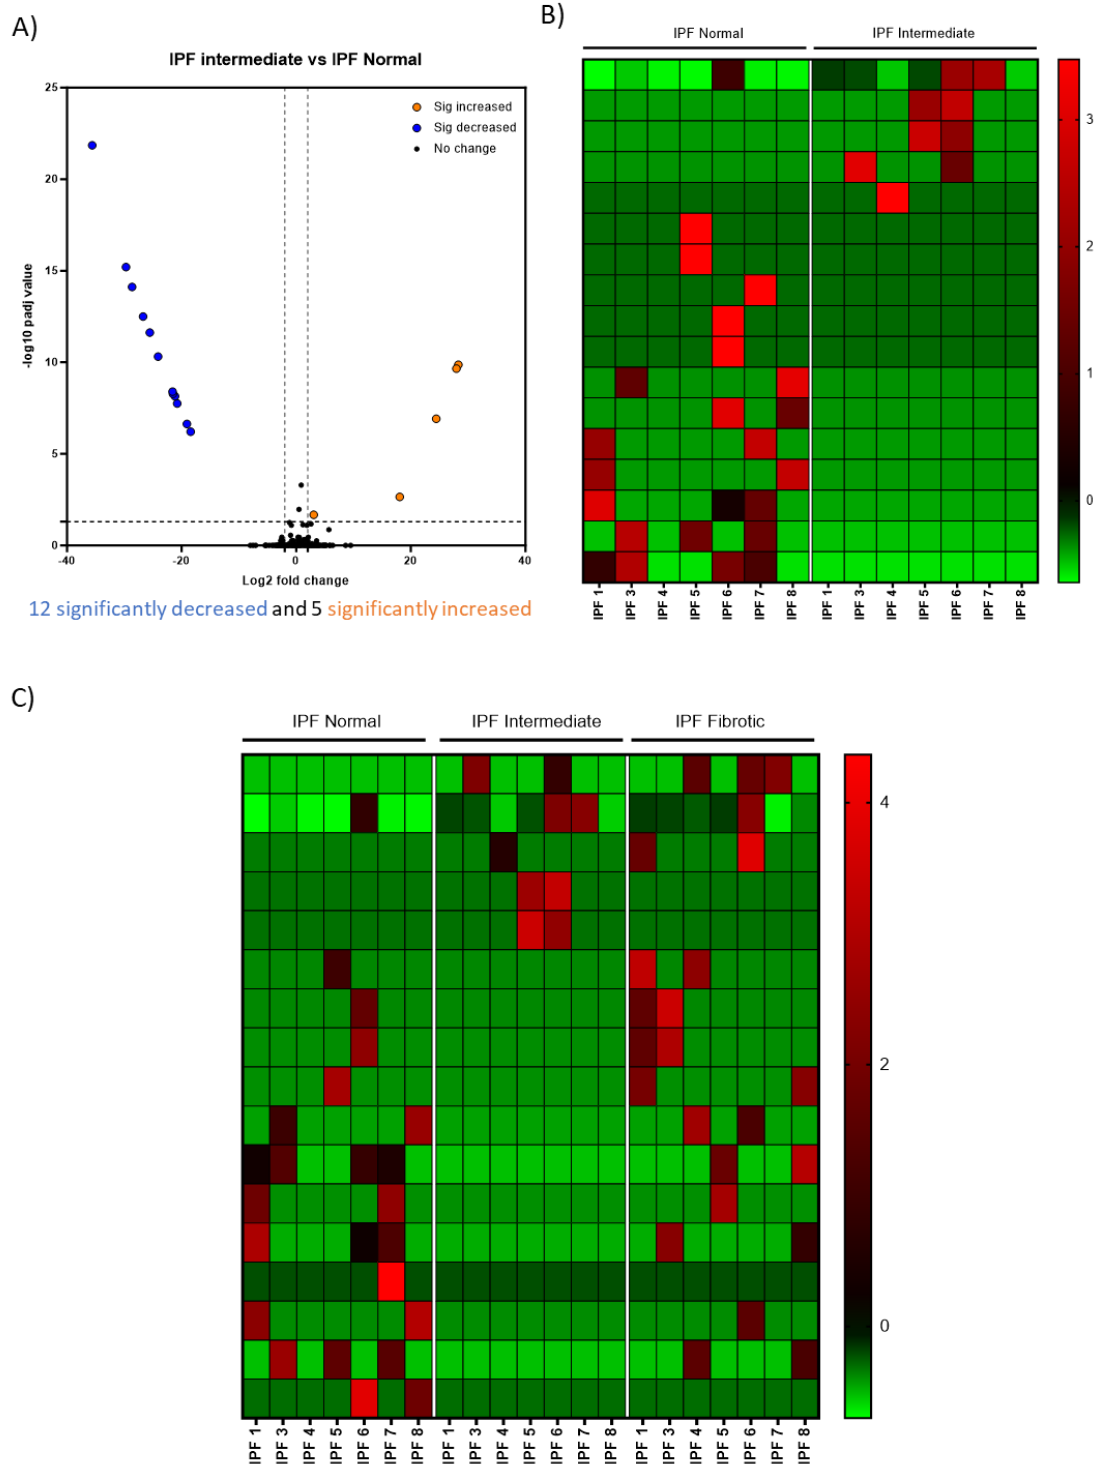 A)
IPF intermediate vs IPF Normal
25
20
15
10
5
0
-log10 padj value
Sig increased
Sig decreased
No change
-40
-20
0
20
40
Log2 fold change
12 significantly decreased and 5 significantly increased
B)
IPF Normal
IPF Intermediate
3
2
1
0
IPF 1
IPF 3
IPF 4
IPF 5
IPF 6
IPF 7
IPF 8
IPF 1
IPF 3
IPF 4
IPF 5
IPF 6
IPF 7
IPF 8
C)
IPF Normal
IPF Intermediate
IPF Fibrotic
4
2
0
IPF 1
IPF 3
IPF 4
IPF 5
IPF 6
IPF 7
IPF 8
IPF 1
IPF 3
IPF 4
IPF 5
IPF 6
IPF 7
IPF 8
IPF 1
IPF 3
IPF 4
IPF 5
IPF 6
IPF 7
IPF 8